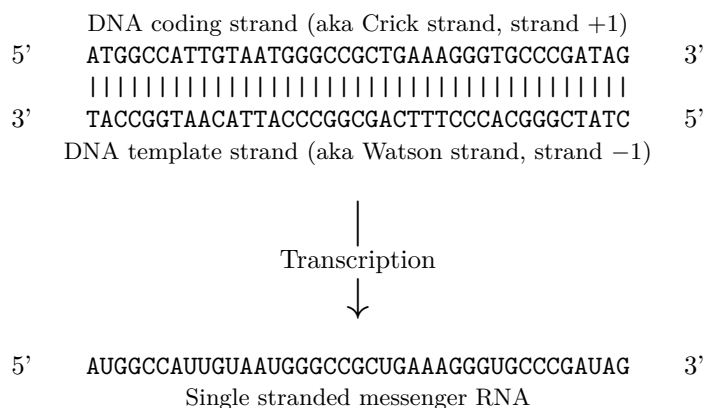 DNA coding strand (aka Crick strand, strand +1)
5’ ATGGCCATTGTAATGGGCCGCTGAAAGGGTGCCCGATAG 3’
||||||||||||||||||||||||||||||||||||||||
3’ TACCGGTAACATTACCCGGCGACTTTCCCACGGGCTATC 5’
DNA template strand (aka Watson strand, strand −1)
Transcription
5’ AUGGCCAUUGUAAUGGGCCGCUGAAAGGGUGCCCGAUAG 3’
Single stranded messenger RNA